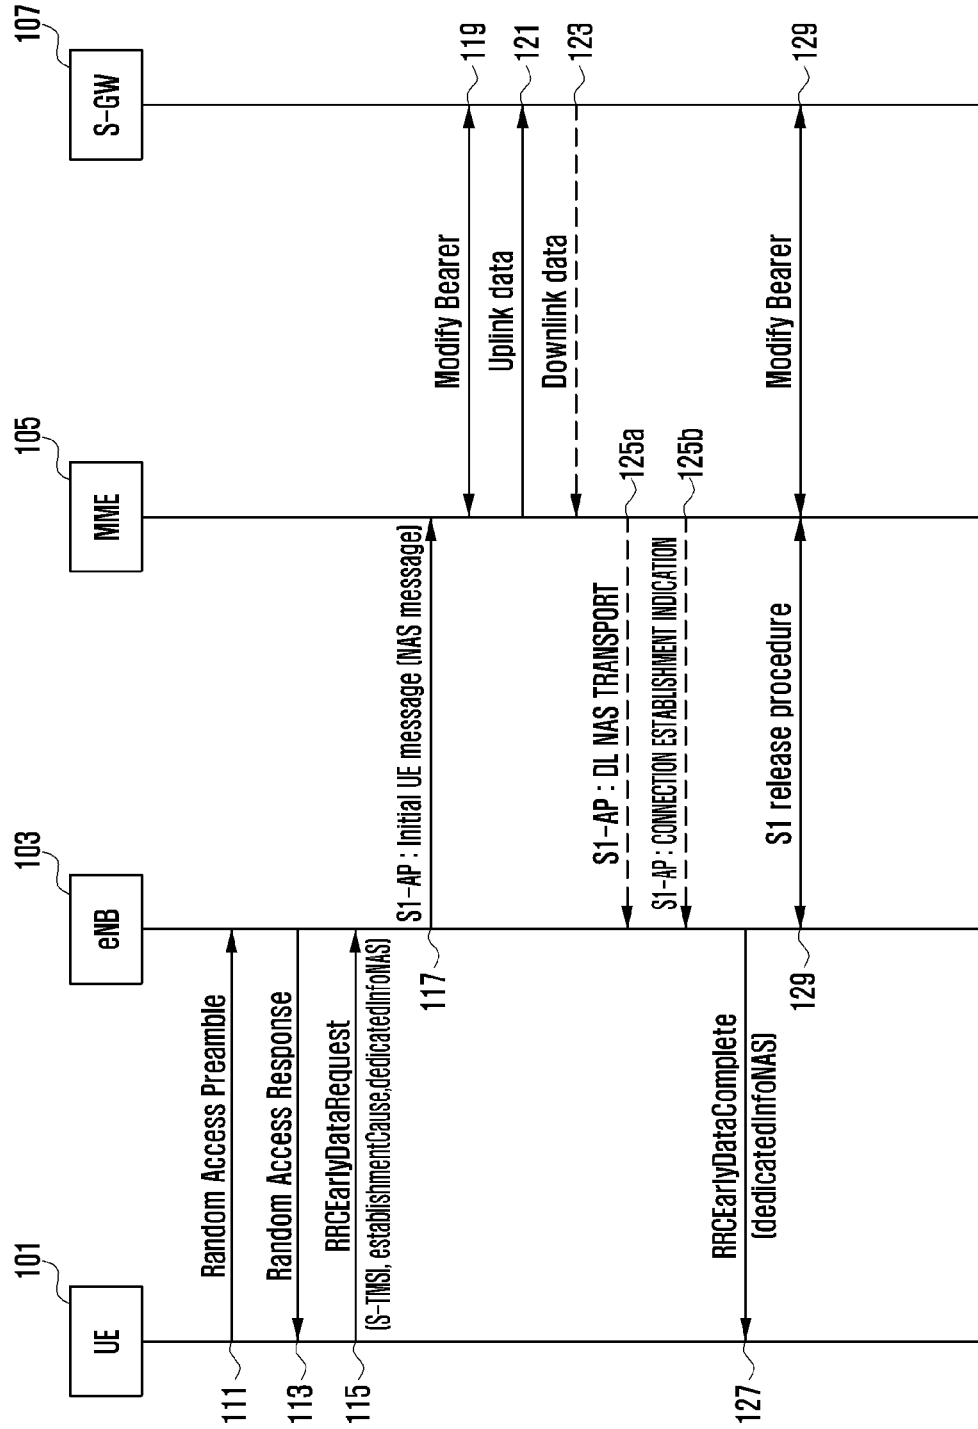 101
103
105
107
UE
eNB
MME
S-GW
Random Access Preamble
111
Random Access Response
113
RRCEarlyDataRequest
(S-TMSI, establishmentCause,dedicatedInfoNAS)
115
S1-AP : Initial UE message (NAS message)
117
Modify Bearer
119
Uplink data
121
Downlink data
123
S1-AP : DL NAS TRANSPORT
125a
S1-AP : CONNECTION ESTABLISHMENT INDICATION
125b
RRCEarlyDataComplete
(dedicatedInfoNAS)
127
S1 release procedure
129
Modify Bearer
129